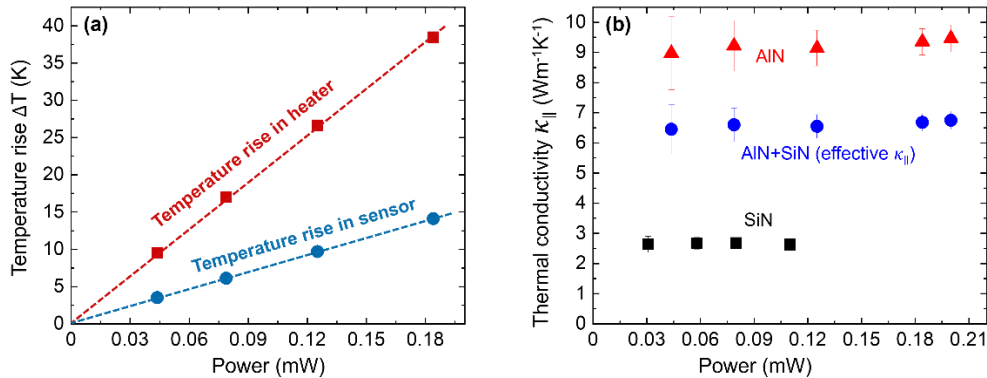 (a)
40
35
30
25
20
15
10
5
0
Temperature rise ΔT (K)
Temperature rise in heater
Temperature rise in sensor
0.00 0.03 0.06 0.09 0.12 0.15 0.18
Power (mW)
(b)
10
9
8
7
6
5
4
3
2
1
0
Thermal conductivity κ|| (Wm⁻¹K⁻¹)
AlN
AlN+SiN (effective κ||)
SiN
0.03 0.06 0.09 0.12 0.15 0.18 0.21
Power (mW)